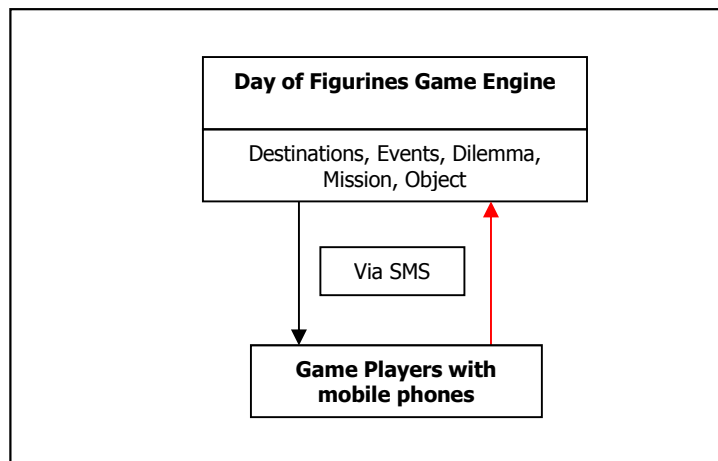 Day of Figurines Game Engine
Destinations, Events, Dilemma,
Mission, Object
Via SMS
Game Players with
mobile phones